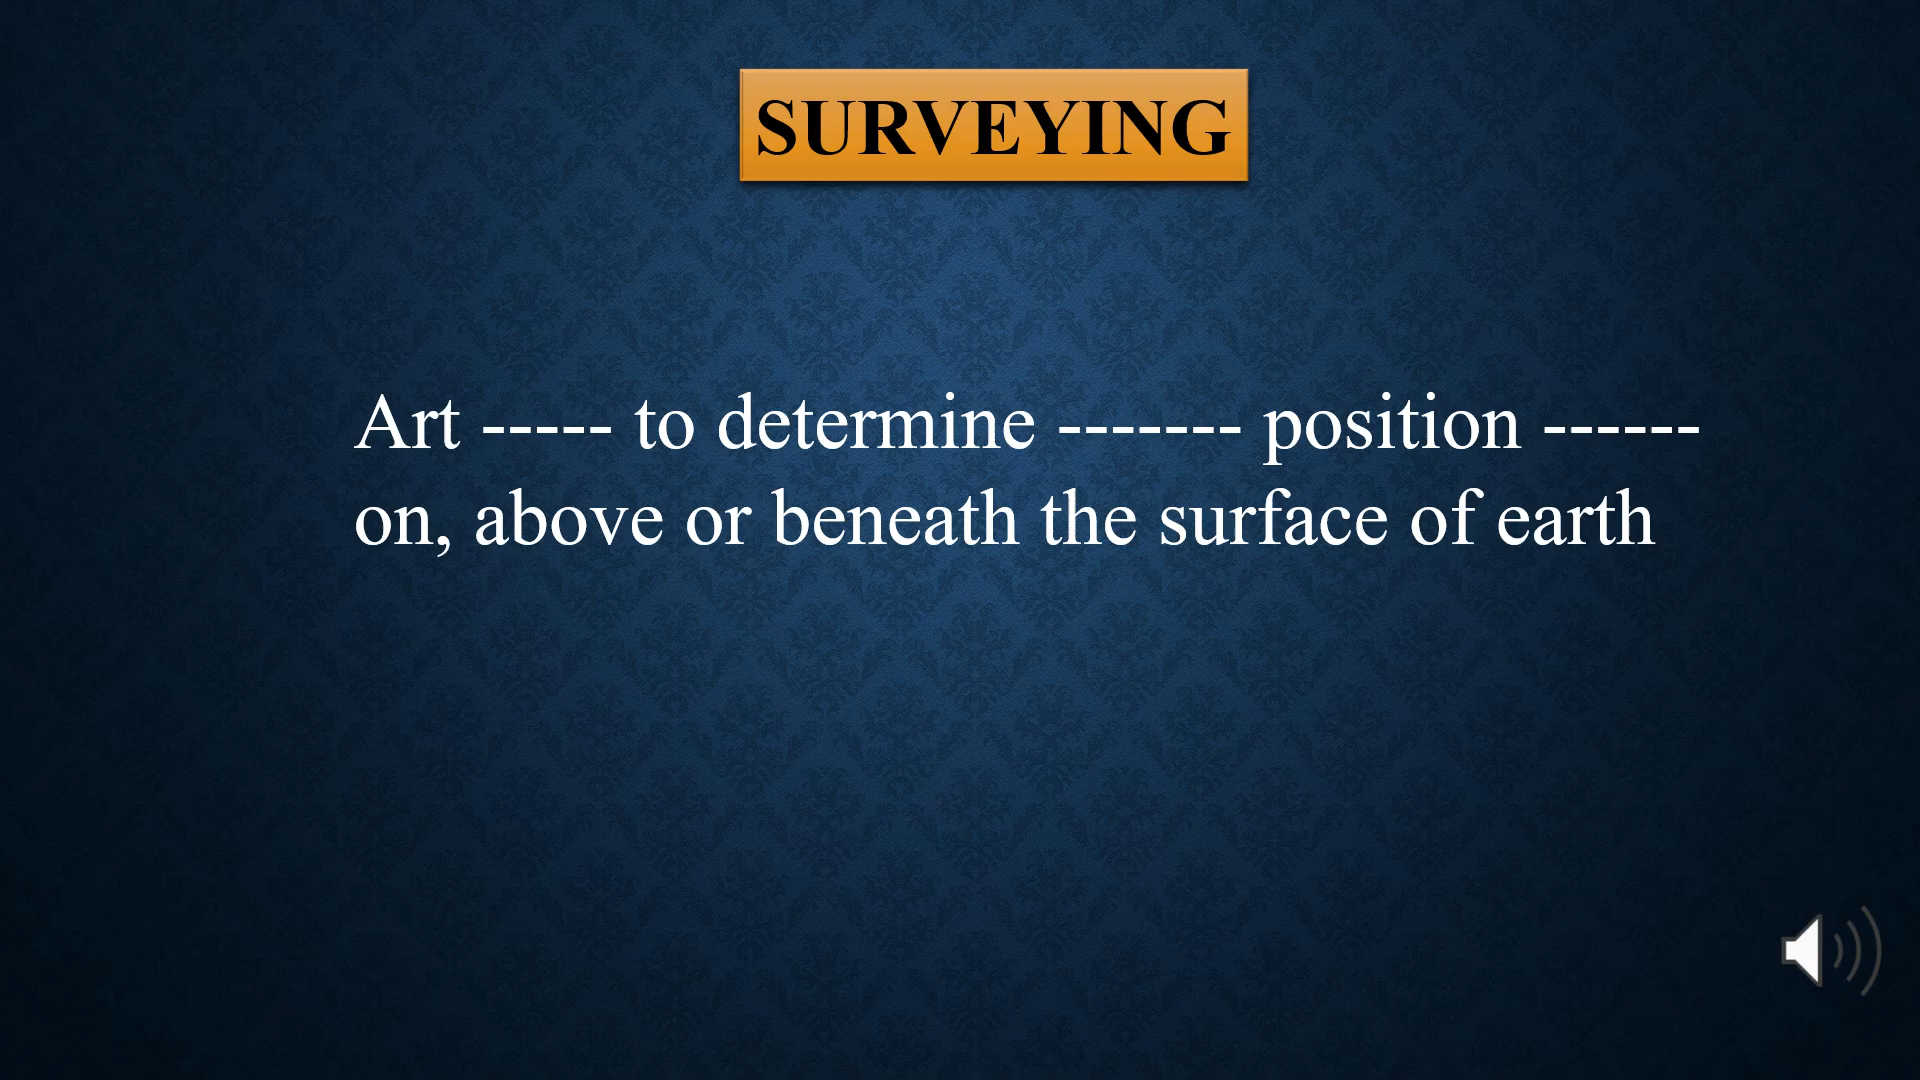 SURVEYING
Art ----- to determine ------- position ------
on, above or beneath the surface of earth